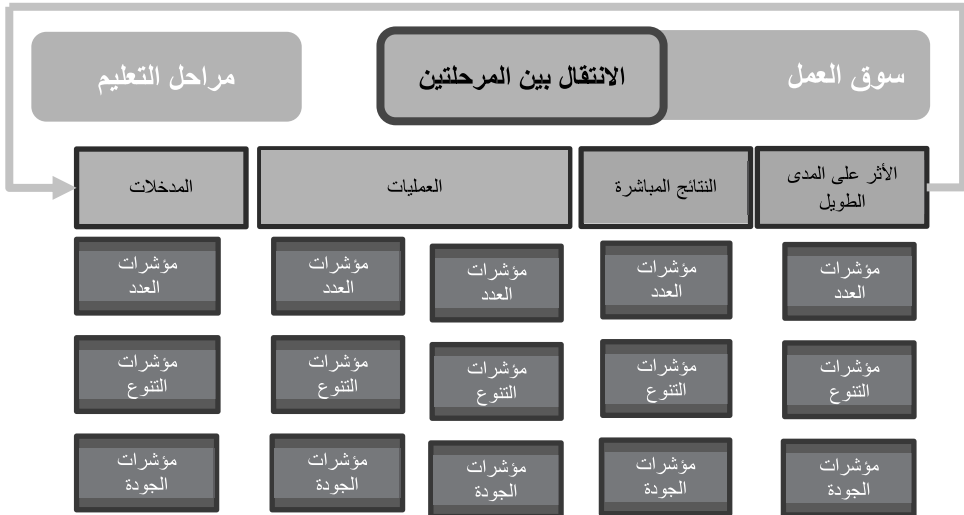 سوق العمل
الانتقال بين المرحلتين
مراحل التعليم
الأثر على المدى
الطويل
النتائج المباشرة
العمليات
المدخلات
مؤشرات
العدد
مؤشرات
العدد
مؤشرات
العدد
مؤشرات
العدد
مؤشرات
العدد
مؤشرات
التنوع
مؤشرات
التنوع
مؤشرات
التنوع
مؤشرات
التنوع
مؤشرات
التنوع
مؤشرات
الجودة
مؤشرات
الجودة
مؤشرات
الجودة
مؤشرات
الجودة
مؤشرات
الجودة